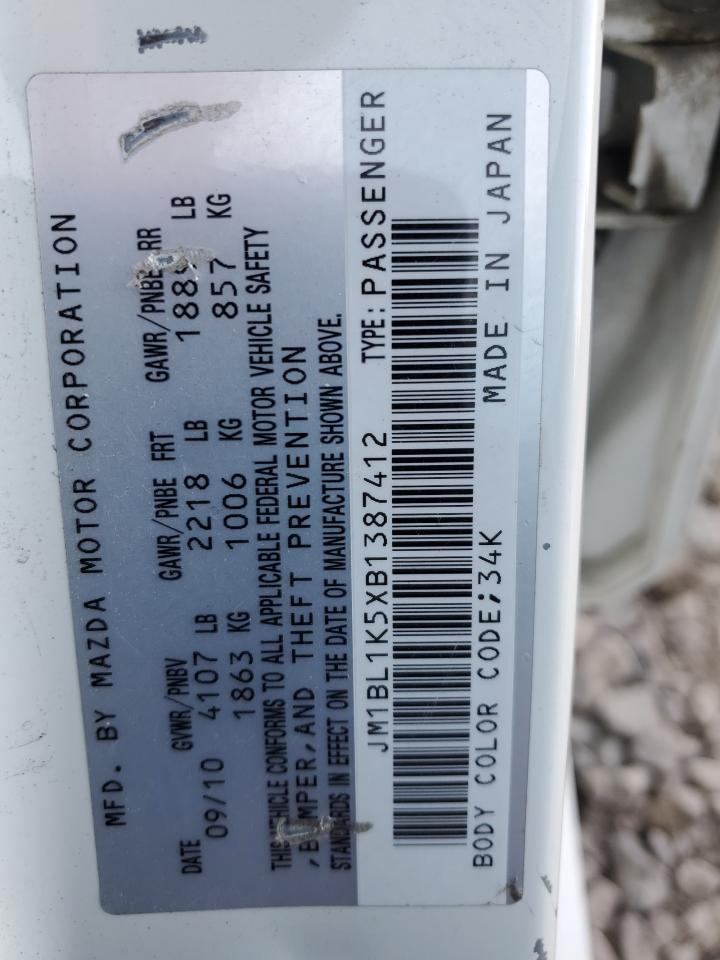 MFD. BY MAZDA MOTOR CORPORATION
DATE GVWR/PNBV GAWR/PNBE FRT GAWR/PNBE RR
09/10 4107 LB 2218 LB LB
1863 KG 1006 KG 857 KG
THIS VEHICLE CONFORMS TO ALL APPLICABLE FEDERAL MOTOR VEHICLE SAFETY
,BUMPER,AND THEFT PREVENTION
STANDARDS IN EFFECT ON THE DATE OF MANUFACTURE SHOWN ABOVE.
JM1BL1K5XB1387412 TYPE:PASSENGER
BODY COLOR CODE;34K MADE IN JAPAN